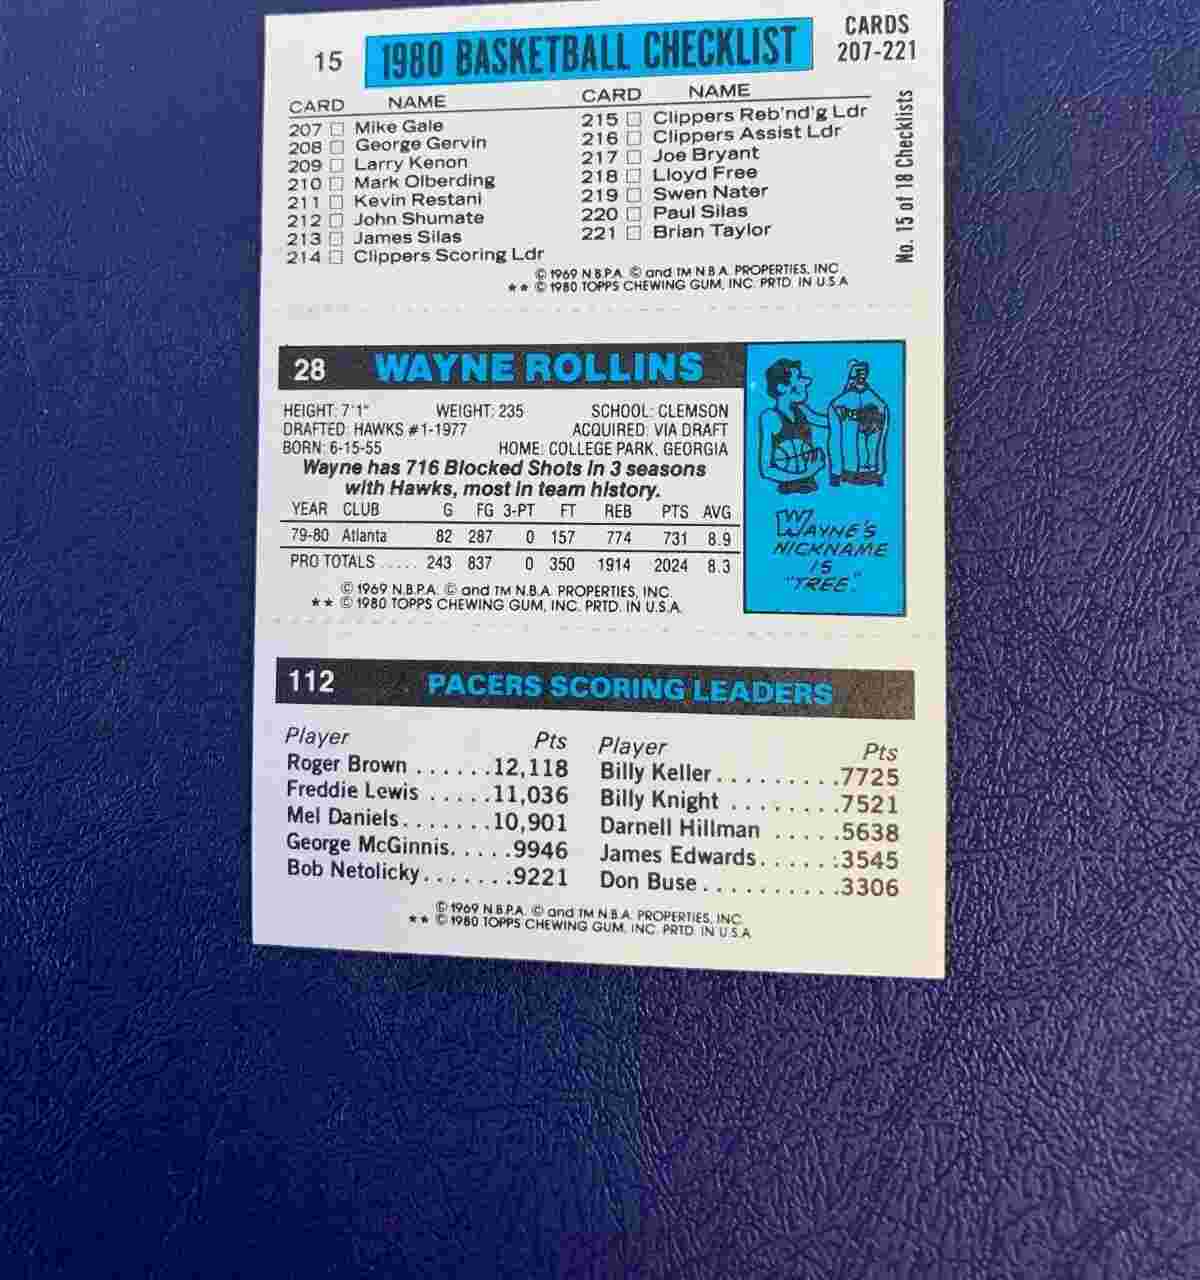 15 1980 BASKETBALL CHECKLIST CARDS 207-221
CARD NAME
207 Mike Gale
208 George Gervin
209 Larry Kenon
210 Mark Olberding
211 Kevin Restani
212 John Shumate
213 James Silas
214 Clippers Scoring Ldr
CARD NAME
215 Clippers Reb'nd'g Ldr
216 Clippers Assist Ldr
217 Joe Bryant
218 Lloyd Free
219 Swen Nater
220 Paul Silas
221 Brian Taylor
No. 15 of 18 Checklists
© 1969 N.B.P.A. © and TM N.B.A. PROPERTIES, INC.
** © 1980 TOPPS CHEWING GUM, INC. PRTD. IN U.S.A.
28 WAYNE ROLLINS
HEIGHT: 7'1" WEIGHT: 235 SCHOOL: CLEMSON
DRAFTED: HAWKS #1-1977 ACQUIRED: VIA DRAFT
BORN: 6-15-55 HOME: COLLEGE PARK, GEORGIA
Wayne has 716 Blocked Shots in 3 seasons
with Hawks, most in team history.
YEAR CLUB G FG 3-PT FT REB PTS AVG
79-80 Atlanta 82 287 0 157 774 731 8.9
PRO TOTALS ..... 243 837 0 350 1914 2024 8.3
© 1969 N.B.P.A. © and TM N.B.A. PROPERTIES, INC.
** © 1980 TOPPS CHEWING GUM, INC. PRTD. IN U.S.A.
WAYNE'S
NICKNAME
IS
"TREE."
112 PACERS SCORING LEADERS
Player Pts
Roger Brown ......12,118
Freddie Lewis .....11,036
Mel Daniels.......10,901
George McGinnis.....9946
Bob Netolicky.......9221
Player Pts
Billy Keller.........7725
Billy Knight ........7521
Darnell Hillman .....5638
James Edwards......3545
Don Buse..........3306
© 1969 N.B.P.A. © and TM N.B.A. PROPERTIES, INC.
** © 1980 TOPPS CHEWING GUM, INC. PRTD. IN U.S.A.